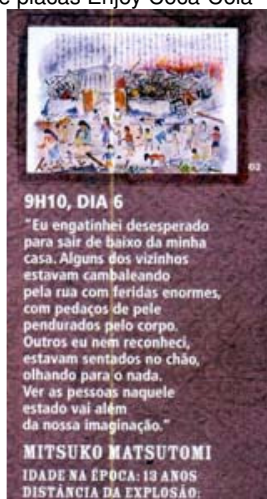 e placas Enjoy Coca-Cola
02
9H10, DIA 6
"Eu engatinhei desesperado
para sair de baixo da minha
casa. Alguns dos vizinhos
estavam cambaleando
pela rua com feridas enormes,
com pedaços de pele
pendurados pelo corpo.
Outros eu nem reconheci,
estavam sentados no chão,
olhando para o nada.
Ver as pessoas naquele
estado vai além
da nossa imaginação."
MITSUKO MATSUTOMI
IDADE NA ÉPOCA: 13 ANOS
DISTÂNCIA DA EXPLOSÃO: